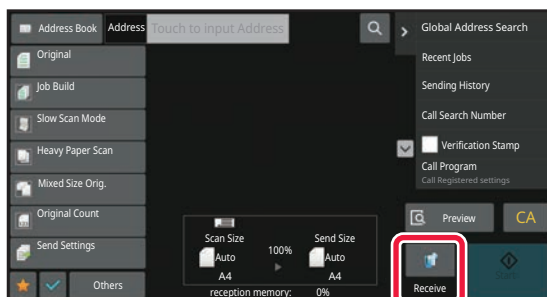 Address Book
Address
Touch to input Address
Original
Job Build
Slow Scan Mode
Heavy Paper Scan
Mixed Size Orig.
Original Count
Send Settings
Others
Scan Size
Auto
A4
100%
Send Size
Auto
A4
reception memory: 0%
Global Address Search
Recent Jobs
Sending History
Call Search Number
Verification Stamp
Call Program
Call Registered settings
Preview
CA
Receive
Start